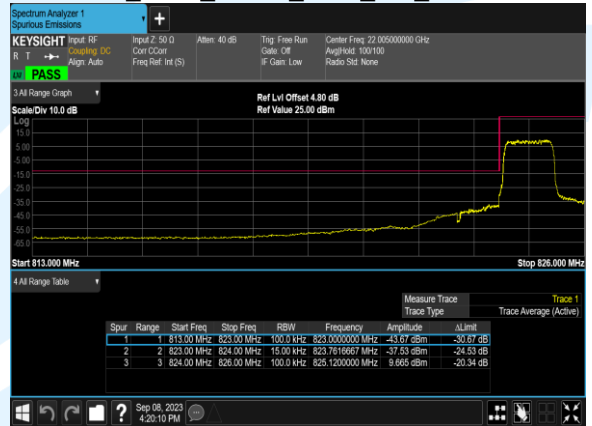 Spectrum Analyzer 1
Spurious Emissions
KEYSIGHT Input: RF Input Z: 50 Ω Atten: 40 dB Trig: Free Run Center Freq: 22.005000000 GHz
R T Coupling: DC Corr CCorr Gate: Off Avg|Hold: 100/100
Align: Auto Freq Ref: Int (S) IF Gain: Low Radio Std: None
PASS
3 All Range Graph
Ref Lvl Offset 4.80 dB
Scale/Div 10.0 dB Ref Value 25.00 dBm
Log
15.0
5.00
-5.00
-15.0
-25.0
-35.0
-45.0
-55.0
-65.0
Start 813.000 MHz Stop 826.000 MHz
4 All Range Table
Measure Trace Trace 1
Trace Type Trace Average (Active)
Spur Range Start Freq Stop Freq RBW Frequency Amplitude ΔLimit
1 1 813.00 MHz 823.00 MHz 100.0 kHz 823.0000000 MHz -43.67 dBm -30.67 dB
2 2 823.00 MHz 824.00 MHz 15.00 kHz 823.7616667 MHz -37.53 dBm -24.53 dB
3 3 824.00 MHz 826.00 MHz 100.0 kHz 825.1200000 MHz 9.665 dBm -20.34 dB
? Sep 08, 2023
4:20:10 PM